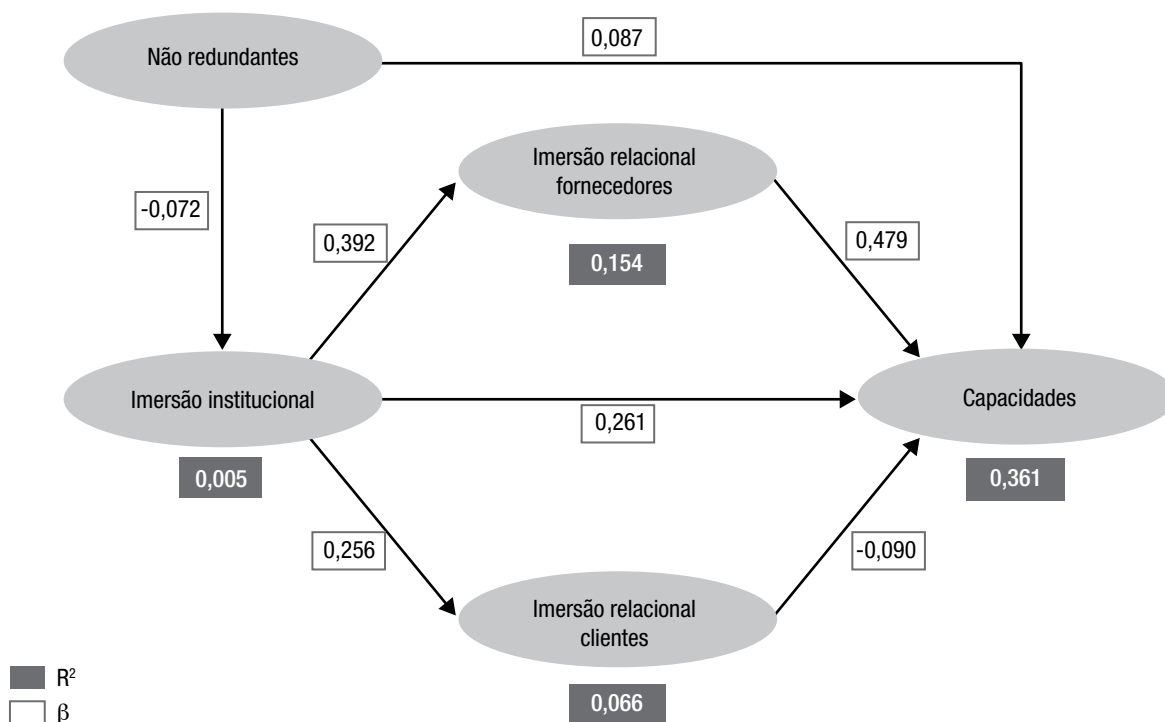 0,087
Não redundantes
Imersão relacional
fornecedores
-0,072
0,392
0,479
0,154
Imersão institucional
Capacidades
0,261
0,005
0,361
0,256
-0,090
Imersão relacional
clientes
R²
0,066
β